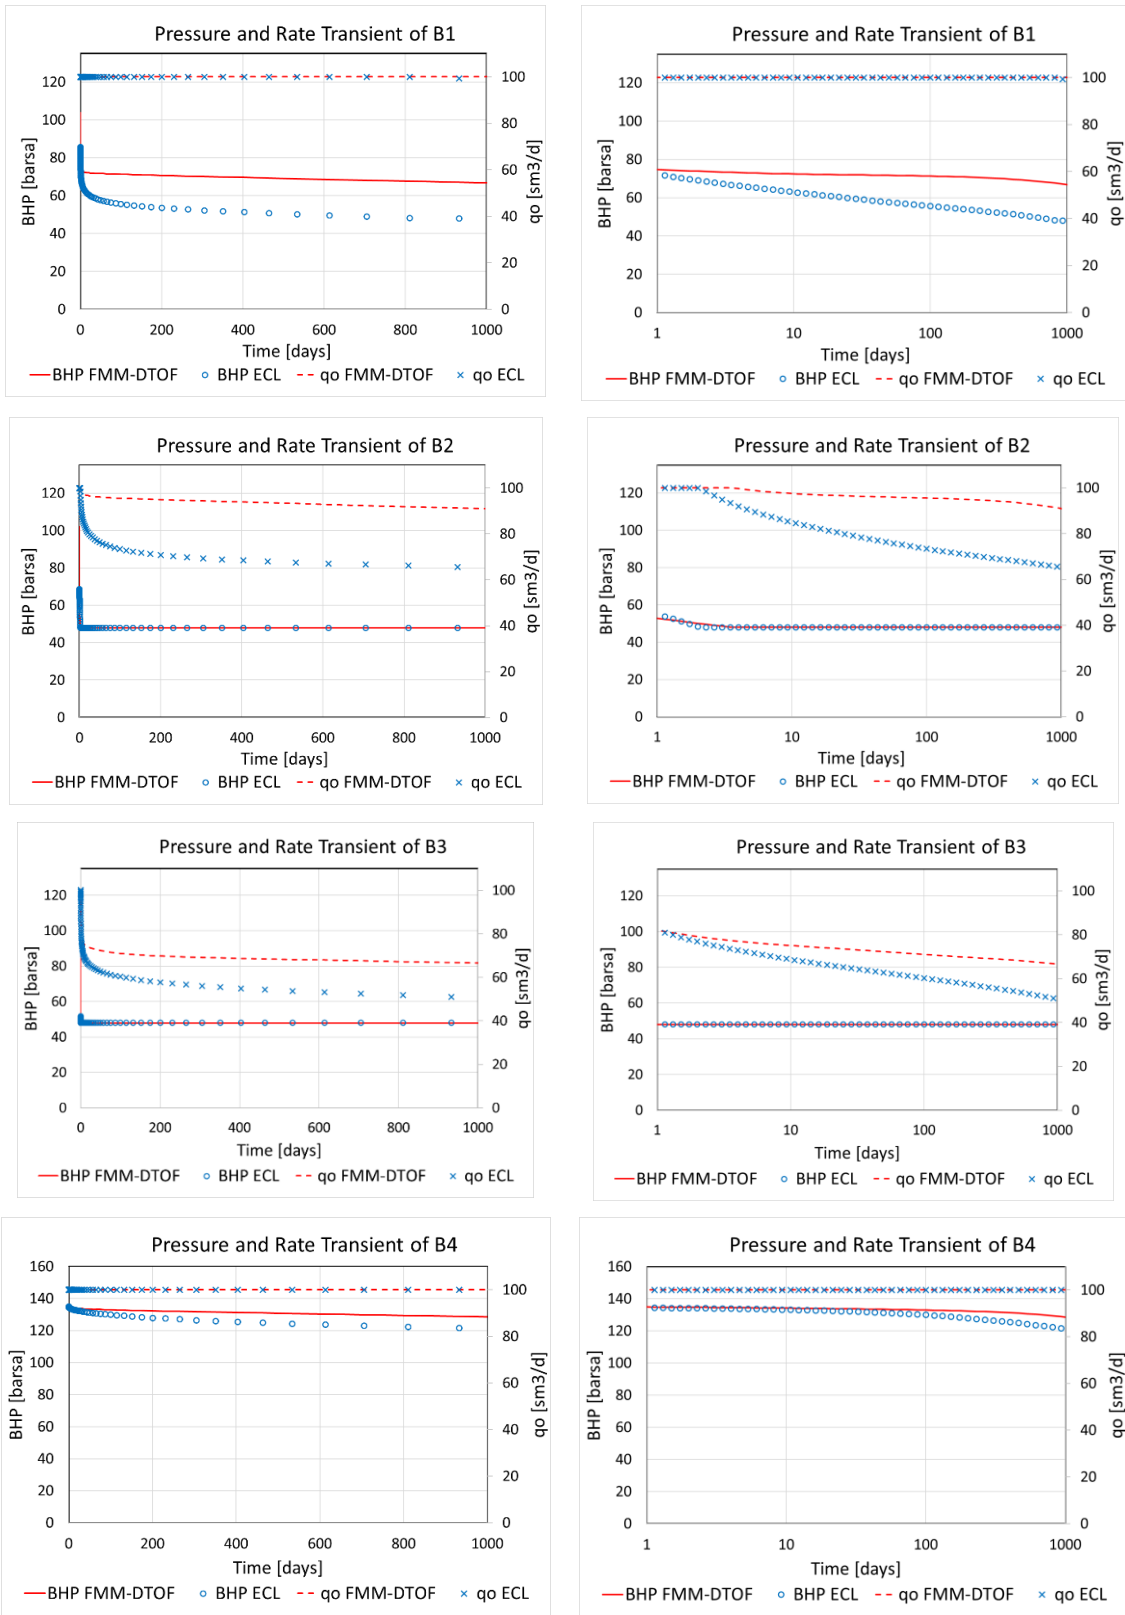 Pressure and Rate Transient of B1
BHP [barsa]
120
100
80
60
40
20
0
100
80
60
40
20
0
qo [sm3/d]
0 200 400 600 800 1000
Time [days]
BHP FMM-DTOF BHP ECL qo FMM-DTOF qo ECL
Pressure and Rate Transient of B1
BHP [barsa]
120
100
80
60
40
20
0
100
80
60
40
20
0
qo [sm3/d]
1 10 100 1000
Time [days]
BHP FMM-DTOF BHP ECL qo FMM-DTOF qo ECL
Pressure and Rate Transient of B2
BHP [barsa]
120
100
80
60
40
20
0
100
80
60
40
20
0
qo [sm3/d]
0 200 400 600 800 1000
Time [days]
BHP FMM-DTOF BHP ECL qo FMM-DTOF qo ECL
Pressure and Rate Transient of B2
BHP [barsa]
120
100
80
60
40
20
0
100
80
60
40
20
0
qo [sm3/d]
1 10 100 1000
Time [days]
BHP FMM-DTOF BHP ECL qo FMM-DTOF qo ECL
Pressure and Rate Transient of B3
BHP [barsa]
120
100
80
60
40
20
0
100
80
60
40
20
0
qo [sm3/d]
0 200 400 600 800 1000
Time [days]
BHP FMM-DTOF BHP ECL qo FMM-DTOF qo ECL
Pressure and Rate Transient of B3
BHP [barsa]
120
100
80
60
40
20
0
100
80
60
40
20
0
qo [sm3/d]
1 10 100 1000
Time [days]
BHP FMM-DTOF BHP ECL qo FMM-DTOF qo ECL
Pressure and Rate Transient of B4
BHP [barsa]
160
140
120
100
80
60
40
20
0
100
80
60
40
20
0
qo [sm3/d]
0 200 400 600 800 1000
Time [days]
BHP FMM-DTOF BHP ECL qo FMM-DTOF qo ECL
Pressure and Rate Transient of B4
BHP [barsa]
160
140
120
100
80
60
40
20
0
100
80
60
40
20
0
qo [sm3/d]
1 10 100 1000
Time [days]
BHP FMM-DTOF BHP ECL qo FMM-DTOF qo ECL